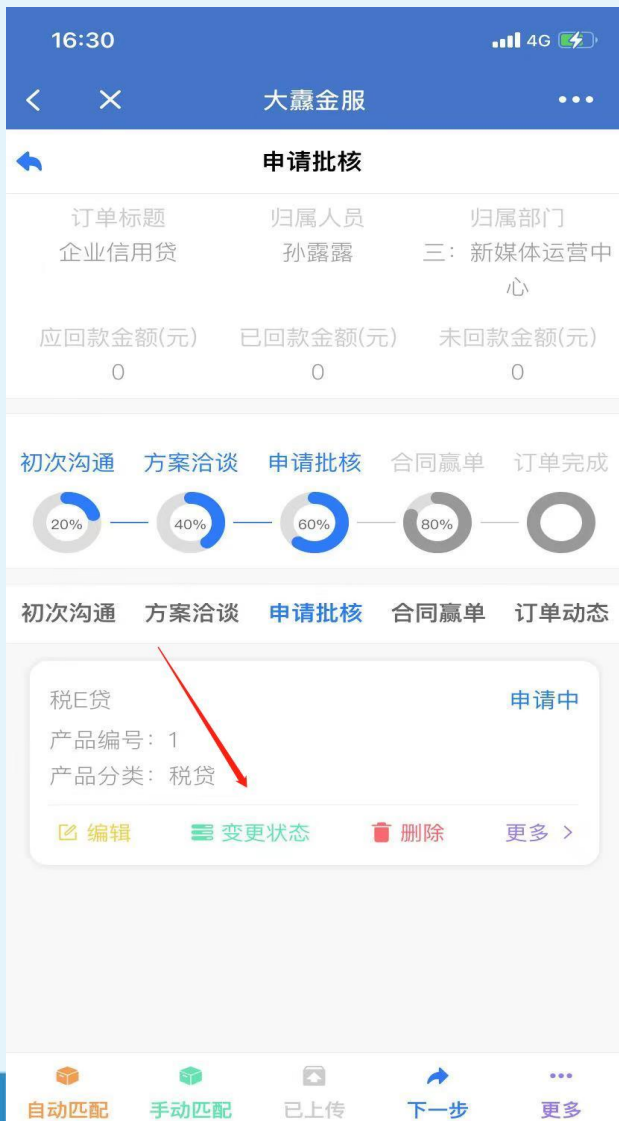 16:30
4G
大纛金服
申请批核
订单标题 归属人员 归属部门
企业信用贷 孙露露 三：新媒体运营中
心
应回款金额(元) 已回款金额(元) 未回款金额(元)
0 0 0
初次沟通 方案洽谈 申请批核 合同赢单 订单完成
20% 40% 60% 80%
初次沟通 方案洽谈 申请批核 合同赢单 订单动态
税E贷 申请中
产品编号：1
产品分类：税贷
编辑 变更状态 删除 更多
自动匹配 手动匹配 已上传 下一步 更多